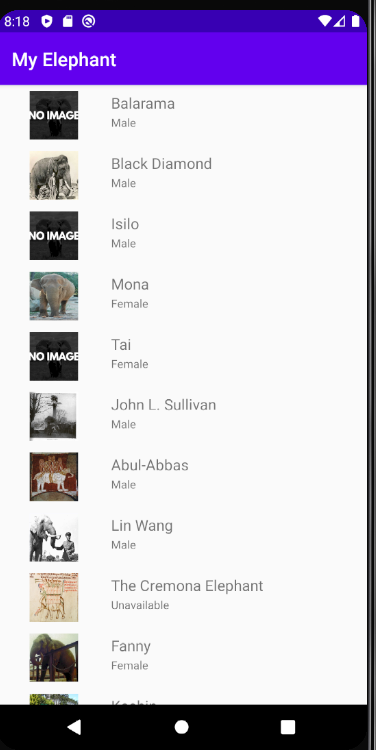 8:18
My Elephant
NO IMAGE
Balarama
Male
Black Diamond
Male
NO IMAGE
Isilo
Male
Mona
Female
NO IMAGE
Tai
Female
John L. Sullivan
Male
Abul-Abbas
Male
Lin Wang
Male
The Cremona Elephant
Unavailable
Fanny
Female